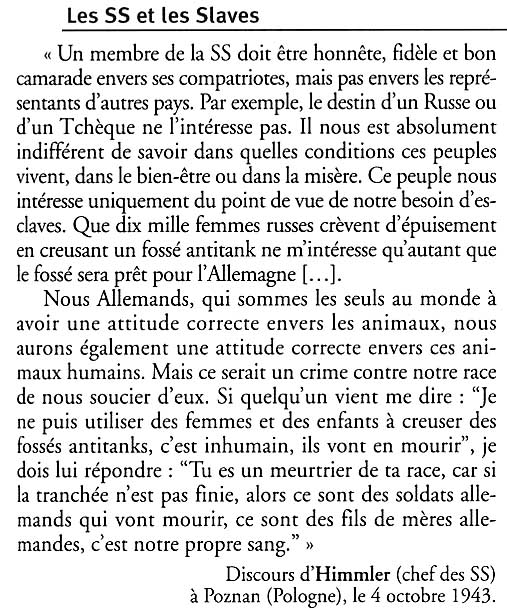 Les SS et les Slaves
« Un membre de la SS doit être honnête, fidèle et bon
camarade envers ses compatriotes, mais pas envers les repré-
sentants d'autres pays. Par exemple, le destin d'un Russe ou
d'un Tchèque ne l'intéresse pas. Il nous est absolument
indifférent de savoir dans quelles conditions ces peuples
vivent, dans le bien-être ou dans la misère. Ce peuple nous
intéresse uniquement du point de vue de notre besoin d'es-
claves. Que dix mille femmes russes crèvent d'épuisement
en creusant un fossé antitank ne m'intéresse qu'autant que
le fossé sera prêt pour l'Allemagne […].
Nous Allemands, qui sommes les seuls au monde à
avoir une attitude correcte envers les animaux, nous
aurons également une attitude correcte envers ces ani-
maux humains. Mais ce serait un crime contre notre race
de nous soucier d'eux. Si quelqu'un vient me dire : “Je
ne puis utiliser des femmes et des enfants à creuser des
fossés antitanks, c'est inhumain, ils vont en mourir”, je
dois lui répondre : “Tu es un meurtrier de ta race, car si
la tranchée n'est pas finie, alors ce sont des soldats alle-
mands qui vont mourir, ce sont des fils de mères alle-
mandes, c'est notre propre sang.” »
Discours d'Himmler (chef des SS)
à Poznan (Pologne), le 4 octobre 1943.